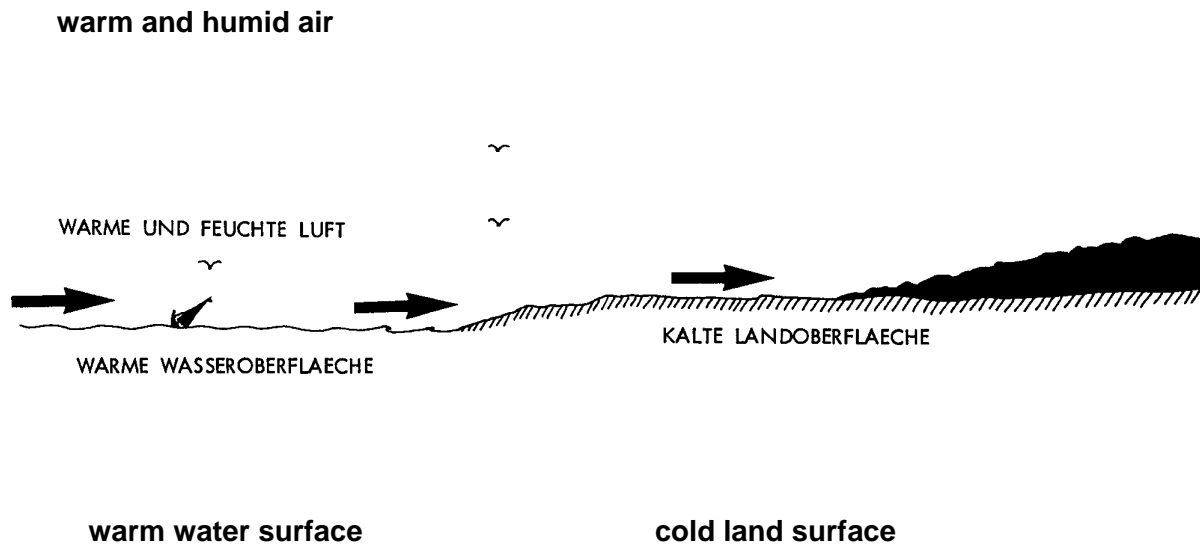 warm and humid air
WARME UND FEUCHTE LUFT
KALTE LANDOBERFLAECHE
WARME WASSEROBERFLAECHE
warm water surface
cold land surface